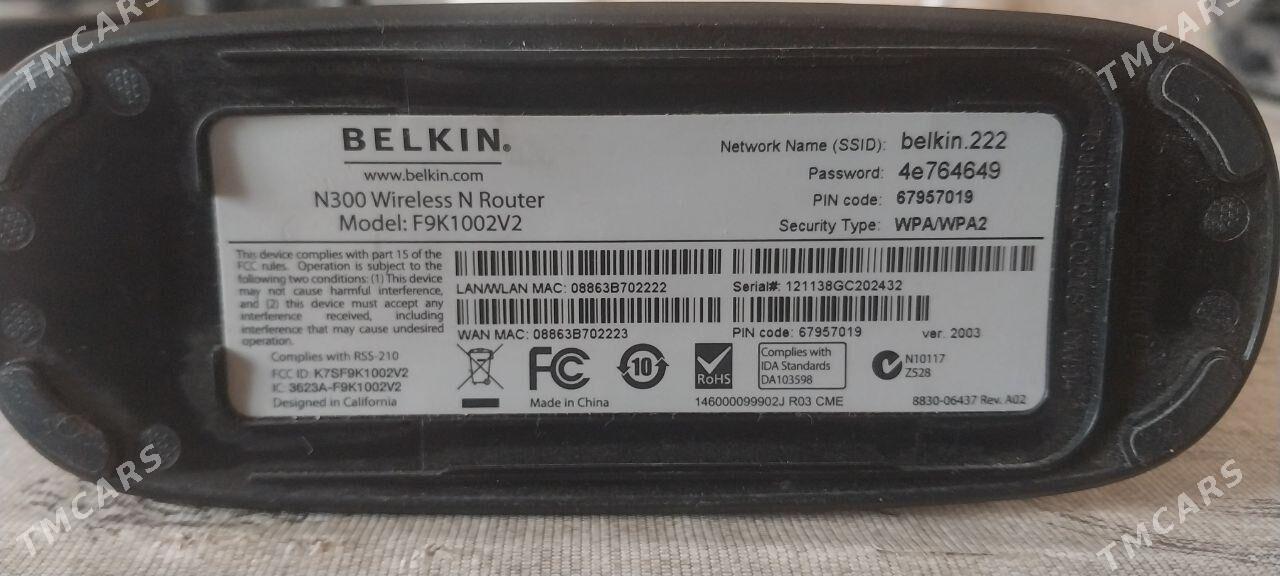 BELKIN®
www.belkin.com
N300 Wireless N Router
Model: F9K1002V2
Network Name (SSID): belkin.222
Password: 4e764649
PIN code: 67957019
Security Type: WPA/WPA2
This device complies with part 15 of the
FCC rules. Operation is subject to the
following two conditions: (1) This device
may not cause harmful interference,
and (2) this device must accept any
interference received, including
interference that may cause undesired
operation.
LAN/WLAN MAC: 08863B702222
Serial#: 121138GC202432
WAN MAC: 08863B702223
PIN code: 67957019
ver. 2003
Complies with RSS-210
FCC ID: K7SF9K1002V2
IC: 3623A-F9K1002V2
Designed in California
FC
Made in China
10
RoHS
Complies with
IDA Standards
DA103598
N10117
Z528
146000099902J R03 CME
8830-06437 Rev. A02
TMCARS
TMCARS
TMCARS
TMCARS
TMCARS
TMCARS